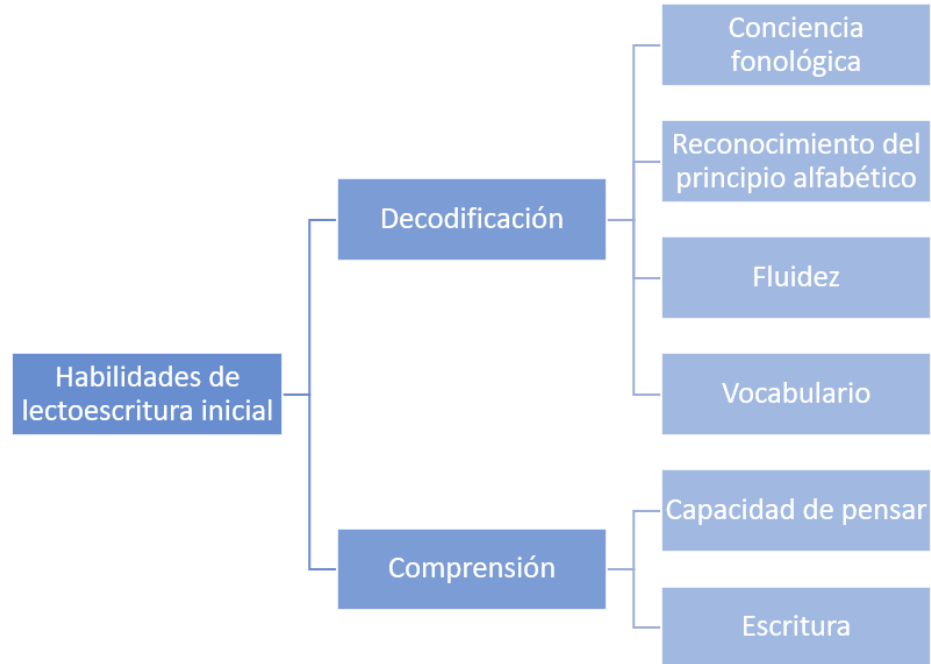 Habilidades de
lectoescritura inicial
Decodificación
Conciencia
fonológica
Reconocimiento del
principio alfabético
Fluidez
Vocabulario
Comprensión
Capacidad de pensar
Escritura